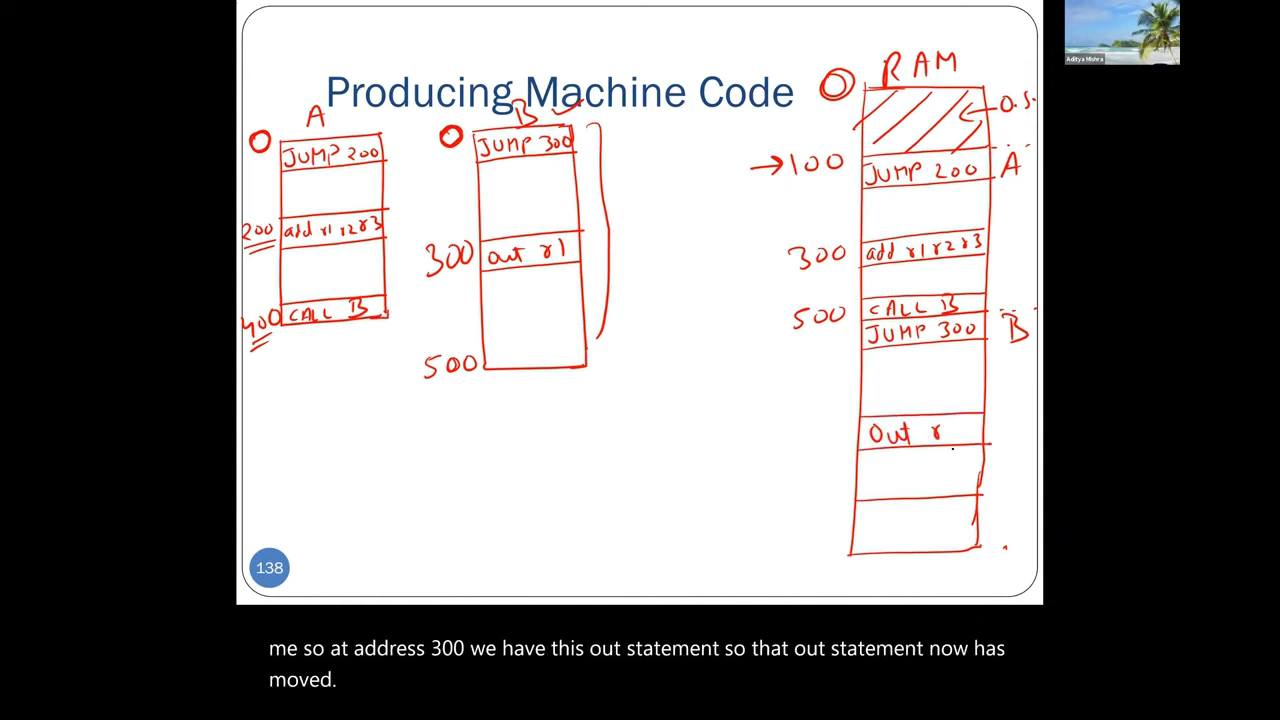 Producing Machine Code
A
0
JUMP 200
200 add r1 r2 r3
400 CALL B
B
0
JUMP 300
300 out r1
500
RAM
0
O.S.
100 JUMP 200 A
300 add r1 r2 r3
500 CALL B
JUMP 300 B
Out r
138
Aditya Mishra
me so at address 300 we have this out statement so that out statement now has
moved.